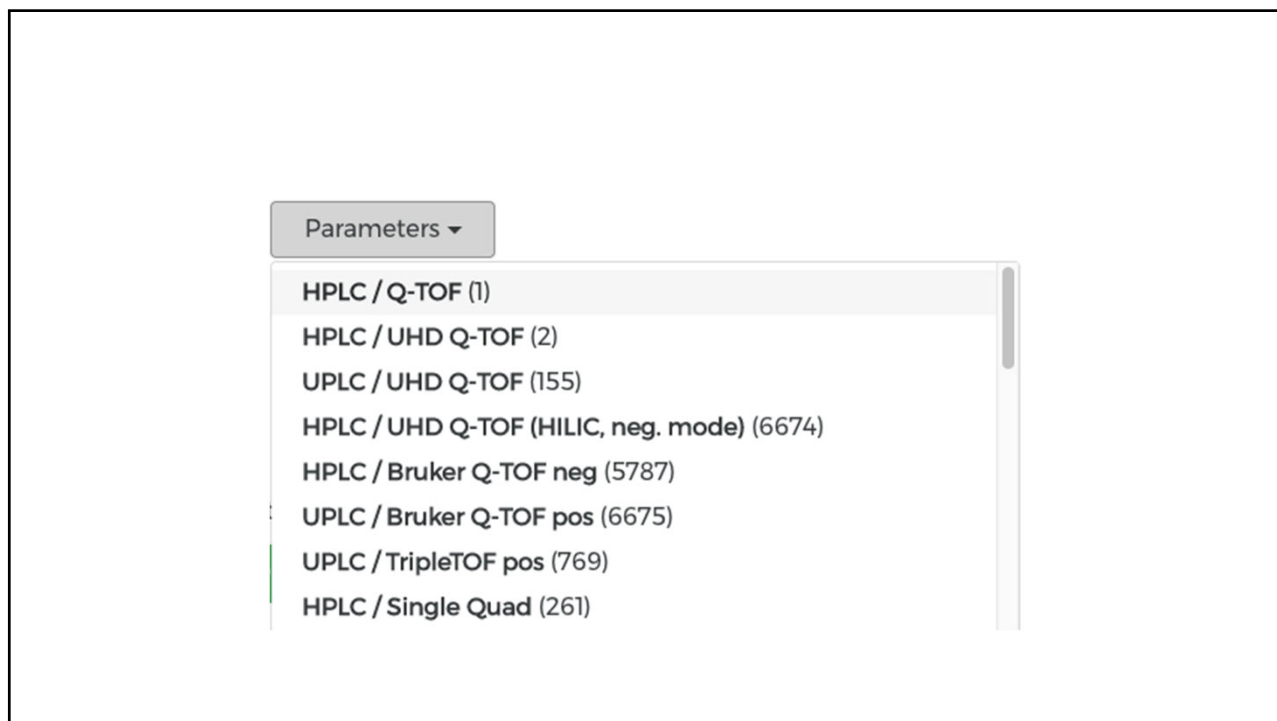 Parameters
HPLC / Q-TOF (1)
HPLC / UHD Q-TOF (2)
UPLC / UHD Q-TOF (155)
HPLC / UHD Q-TOF (HILIC, neg. mode) (6674)
HPLC / Bruker Q-TOF neg (5787)
UPLC / Bruker Q-TOF pos (6675)
UPLC / TripleTOF pos (769)
HPLC / Single Quad (261)